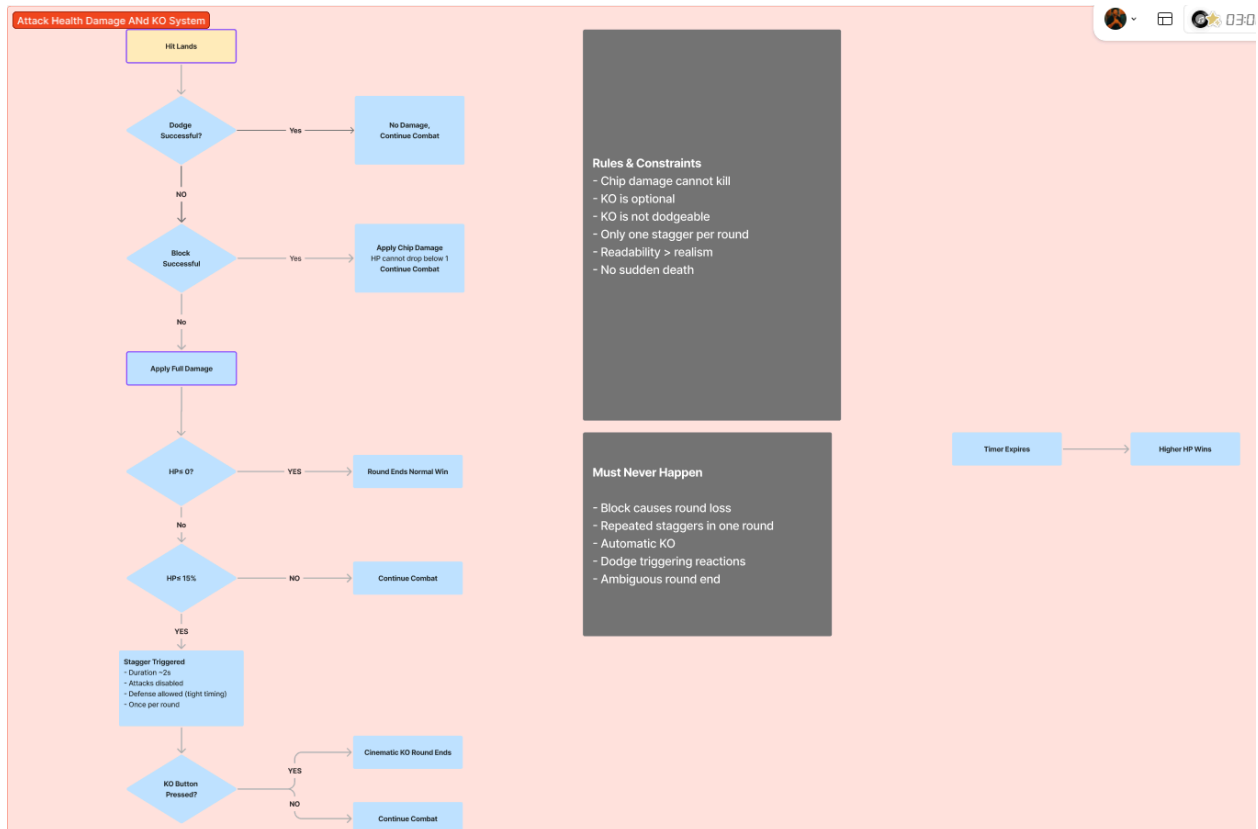 Attack Health Damage ANd KO System
Hit Lands
Dodge
Successful?
Yes
No Damage,
Continue Combat
NO
Block
Successful
Yes
Apply Chip Damage
HP cannot drop below 1
Continue Combat
No
Apply Full Damage
HP≤ 0?
YES
Round Ends Normal Win
No
HP≤ 15%
NO
Continue Combat
YES
Stagger Triggered
- Duration ~2s
- Attacks disabled
- Defense allowed (tight timing)
- Once per round
KO Button
Pressed?
YES
Cinematic KO Round Ends
NO
Continue Combat
Rules & Constraints
- Chip damage cannot kill
- KO is optional
- KO is not dodgeable
- Only one stagger per round
- Readability > realism
- No sudden death
Must Never Happen
- Block causes round loss
- Repeated staggers in one round
- Automatic KO
- Dodge triggering reactions
- Ambiguous round end
Timer Expires
Higher HP Wins